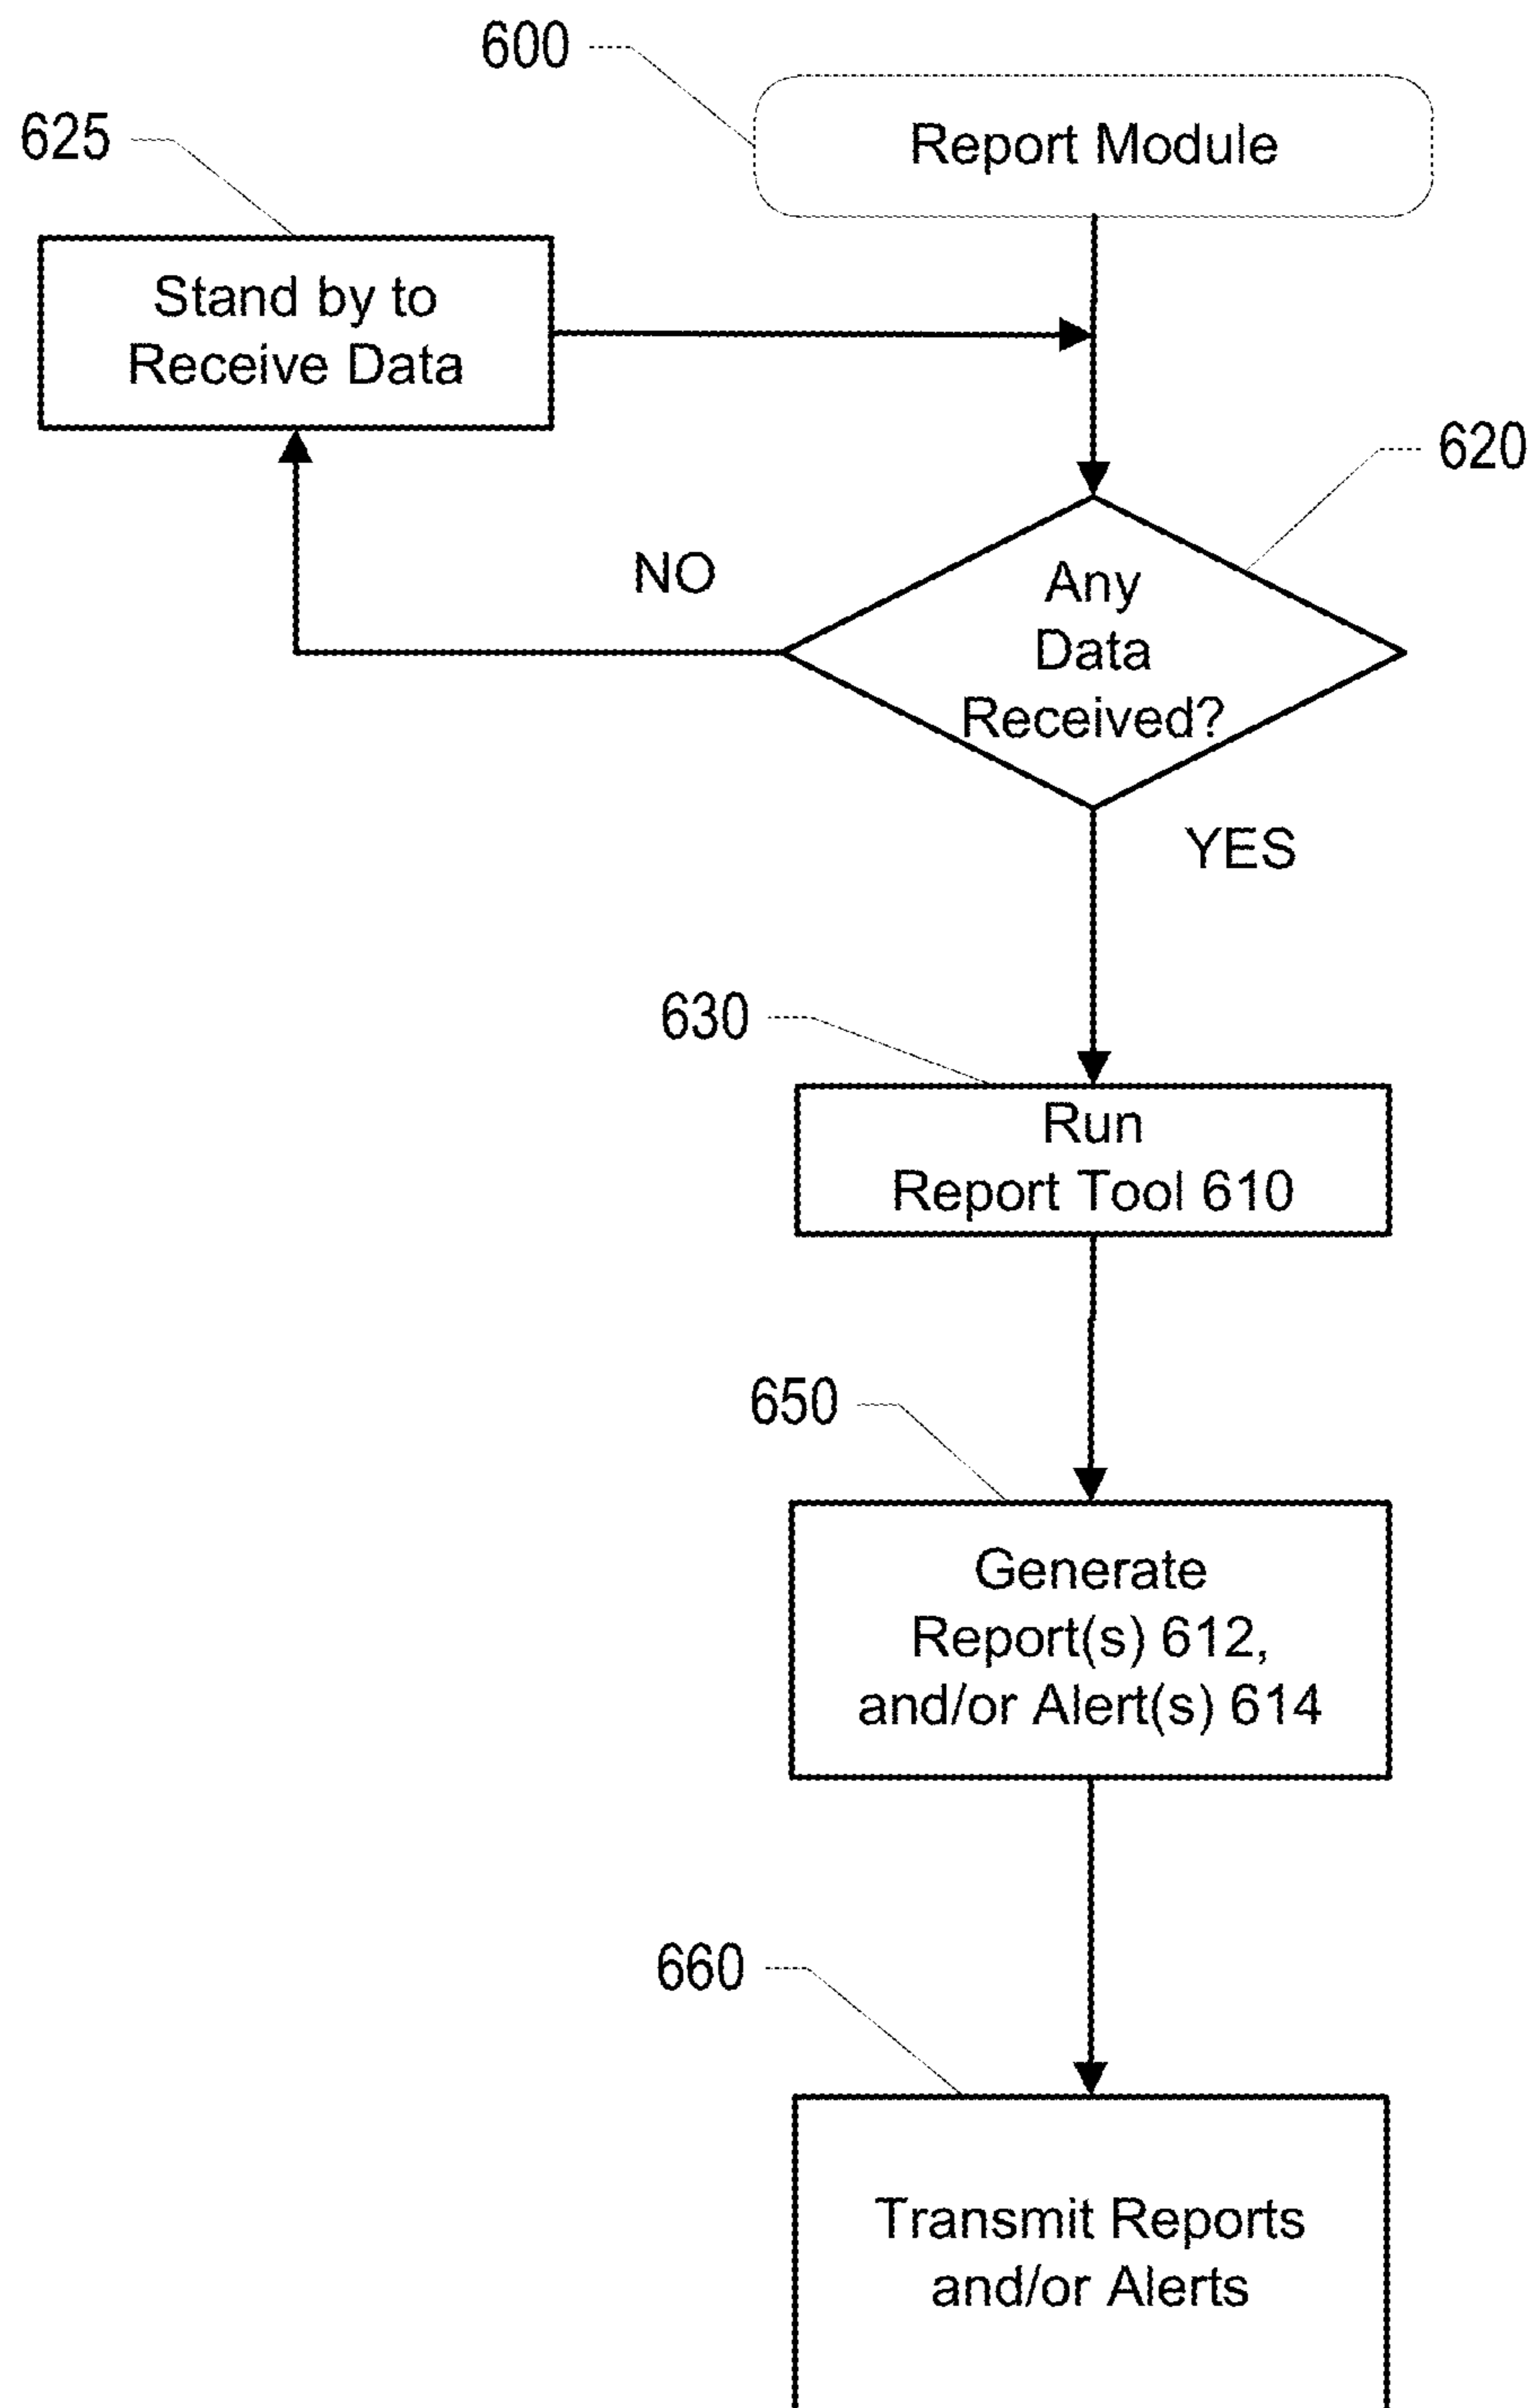 600
Report Module
625
Stand by to
Receive Data
620
NO
Any
Data
Received?
YES
630
Run
Report Tool 610
650
Generate
Report(s) 612,
and/or Alert(s) 614
660
Transmit Reports
and/or Alerts